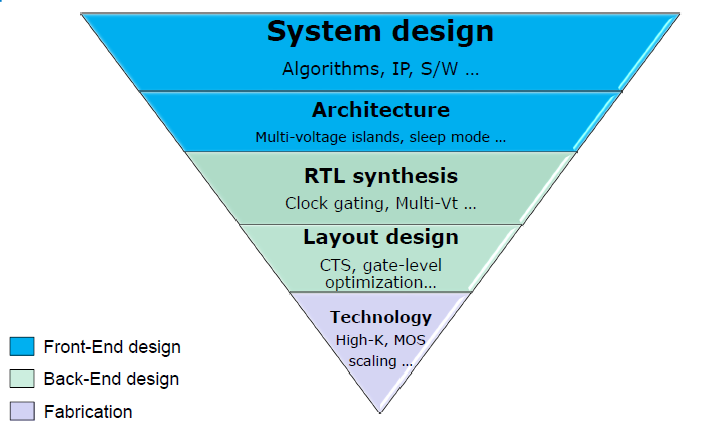 System design
Algorithms, IP, S/W ...
Architecture
Multi-voltage islands, sleep mode ...
RTL synthesis
Clock gating, Multi-Vt ...
Layout design
CTS, gate-level
optimization...
Technology
High-K, MOS
scaling ...
Front-End design
Back-End design
Fabrication